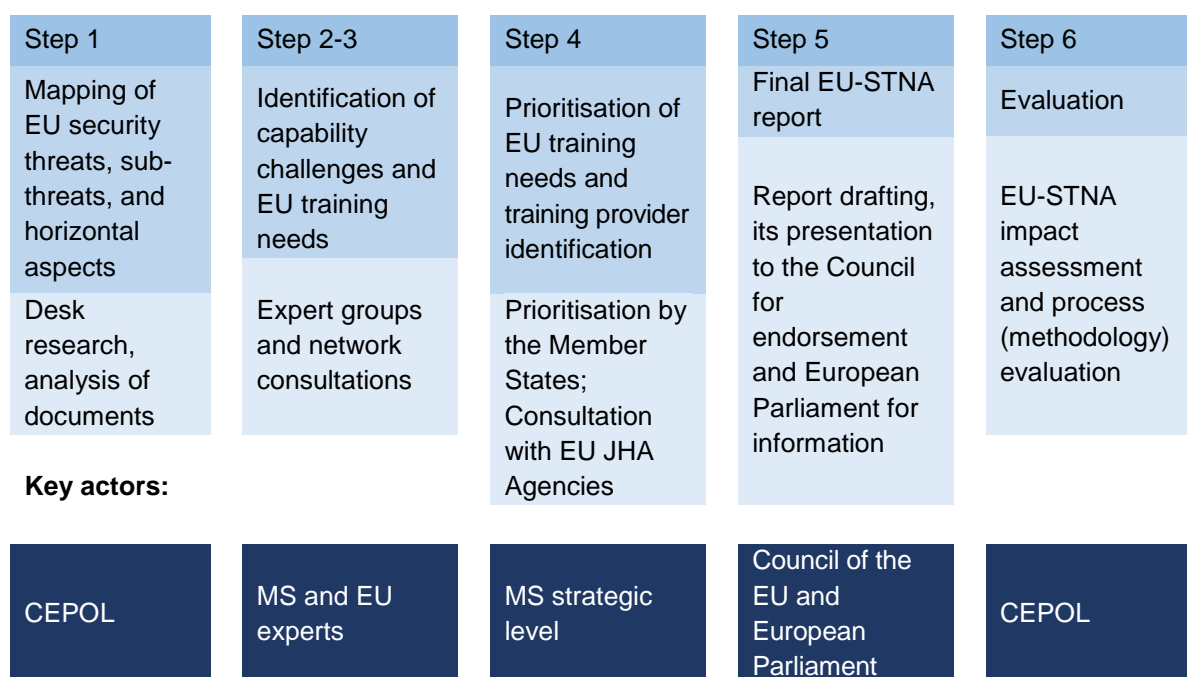 Step 1
Mapping of
EU security
threats, sub-
threats, and
horizontal
aspects
Desk
research,
analysis of
documents
Step 2-3
Identification of
capability
challenges and
EU training
needs
Expert groups
and network
consultations
Step 4
Prioritisation of
EU training
needs and
training provider
identification
Prioritisation by
the Member
States;
Consultation
with EU JHA
Agencies
Step 5
Final EU-STNA
report
Report drafting,
its presentation
to the Council
for
endorsement
and European
Parliament for
information
Step 6
Evaluation
EU-STNA
impact
assessment
and process
(methodology)
evaluation
Key actors:
CEPOL
MS and EU
experts
MS strategic
level
Council of the
EU and
European
Parliament
CEPOL